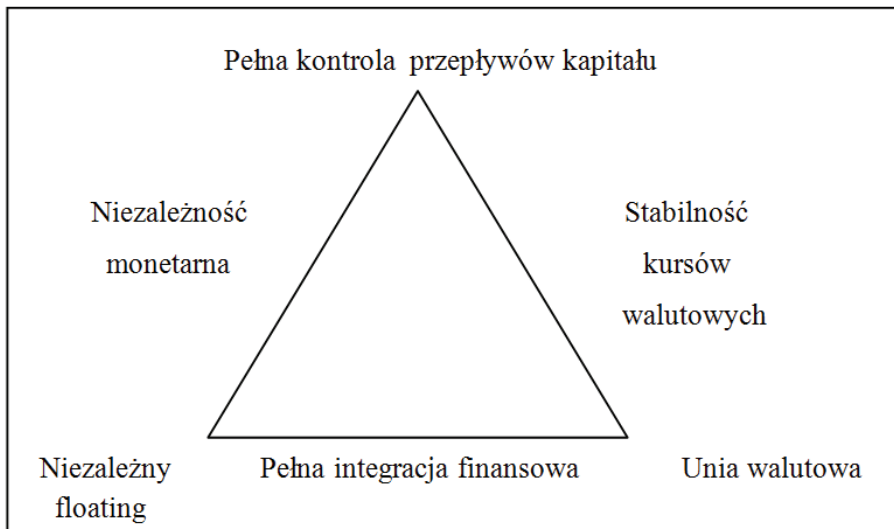 Pełna kontrola przepływów kapitału
Niezależność
monetarna
Stabilność
kursów
walutowych
Niezależny
floating
Pełna integracja finansowa
Unia walutowa